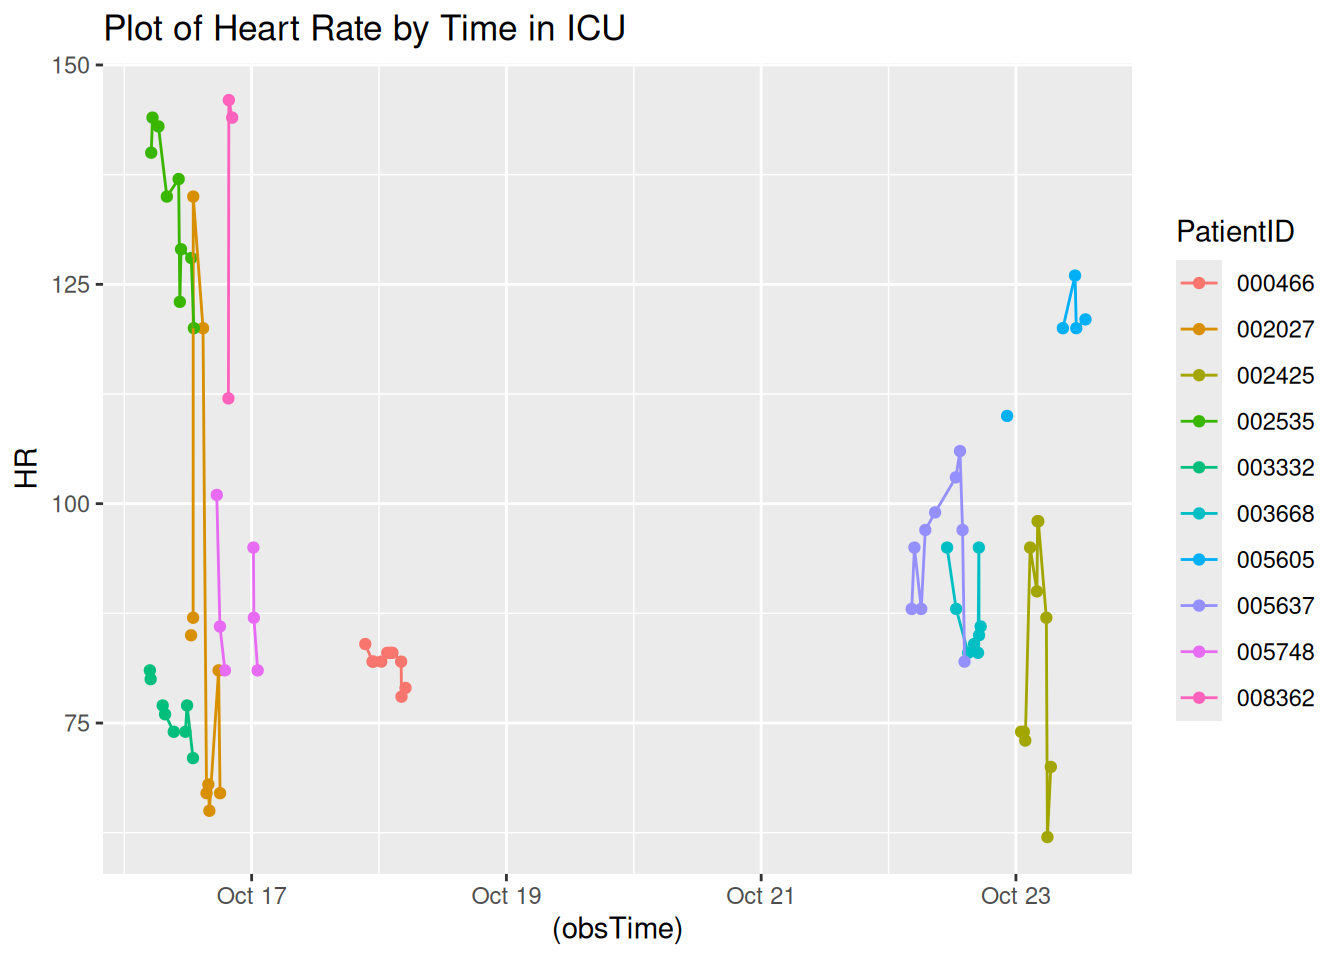 Plot of Heart Rate by Time in ICU
150
125
100
75
HR
Oct 17
Oct 19
Oct 21
Oct 23
(obsTime)
PatientID
000466
002027
002425
002535
003332
003668
005605
005637
005748
008362